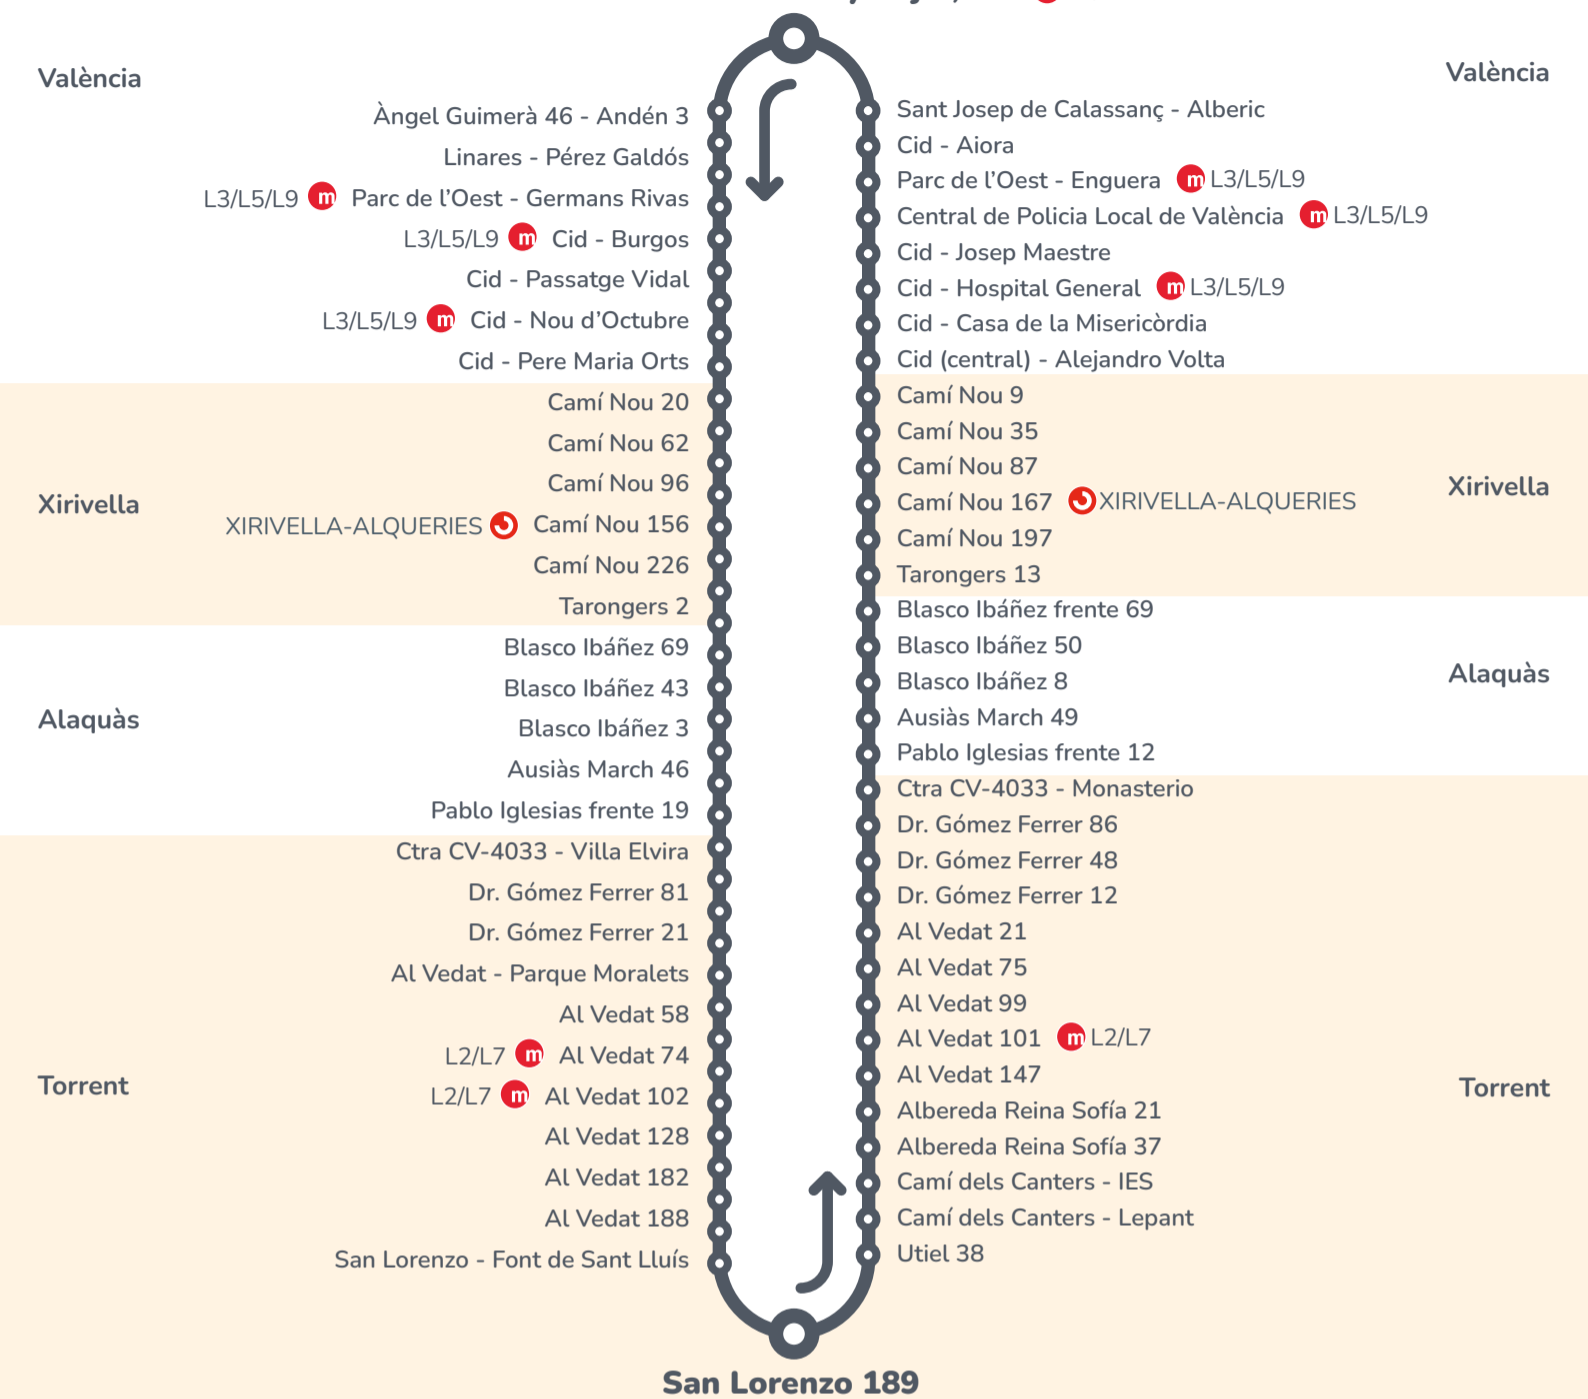 València
Àngel Guimerà 46 - Andén 3
Linares - Pérez Galdós
L3/L5/L9 m Parc de l’Oest - Germans Rivas
L3/L5/L9 m Cid - Burgos
Cid - Passatge Vidal
L3/L5/L9 m Cid - Nou d’Octubre
Cid - Pere Maria Orts
Xirivella
Camí Nou 20
Camí Nou 62
Camí Nou 96
XIRIVELLA-ALQUERIES Camí Nou 156
Camí Nou 226
Tarongers 2
Alaquàs
Blasco Ibáñez 69
Blasco Ibáñez 43
Blasco Ibáñez 3
Ausiàs March 46
Pablo Iglesias frente 19
Torrent
Ctra CV-4033 - Villa Elvira
Dr. Gómez Ferrer 81
Dr. Gómez Ferrer 21
Al Vedat - Parque Moralets
Al Vedat 58
L2/L7 m Al Vedat 74
L2/L7 m Al Vedat 102
Al Vedat 128
Al Vedat 182
Al Vedat 188
San Lorenzo - Font de Sant Lluís
València
Sant Josep de Calassanç - Alberic
Cid - Aiora
Parc de l’Oest - Enguera m L3/L5/L9
Central de Policia Local de València m L3/L5/L9
Cid - Josep Maestre
Cid - Hospital General m L3/L5/L9
Cid - Casa de la Misericòrdia
Cid (central) - Alejandro Volta
Xirivella
Camí Nou 9
Camí Nou 35
Camí Nou 87
Camí Nou 167 XIRIVELLA-ALQUERIES
Camí Nou 197
Tarongers 13
Alaquàs
Blasco Ibáñez frente 69
Blasco Ibáñez 50
Blasco Ibáñez 8
Ausiàs March 49
Pablo Iglesias frente 12
Torrent
Ctra CV-4033 - Monasterio
Dr. Gómez Ferrer 86
Dr. Gómez Ferrer 48
Dr. Gómez Ferrer 12
Al Vedat 21
Al Vedat 75
Al Vedat 99
Al Vedat 101 m L2/L7
Al Vedat 147
Albereda Reina Sofía 21
Albereda Reina Sofía 37
Camí dels Canters - IES
Camí dels Canters - Lepant
Utiel 38
San Lorenzo 189